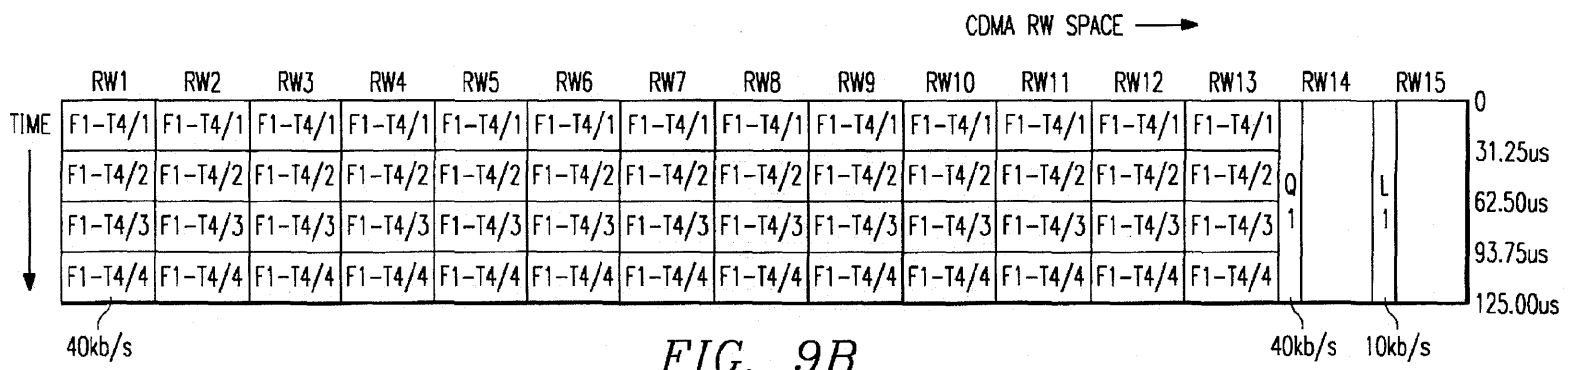 CDMA RW SPACE
RW1 RW2 RW3 RW4 RW5 RW6 RW7 RW8 RW9 RW10 RW11 RW12 RW13 RW14 RW15
0
TIME F1-T4/1 F1-T4/1 F1-T4/1 F1-T4/1 F1-T4/1 F1-T4/1 F1-T4/1 F1-T4/1 F1-T4/1 F1-T4/1 F1-T4/1 F1-T4/1 F1-T4/1
31.25us
F1-T4/2 F1-T4/2 F1-T4/2 F1-T4/2 F1-T4/2 F1-T4/2 F1-T4/2 F1-T4/2 F1-T4/2 F1-T4/2 F1-T4/2 F1-T4/2 F1-T4/2 Q L
62.50us
F1-T4/3 F1-T4/3 F1-T4/3 F1-T4/3 F1-T4/3 F1-T4/3 F1-T4/3 F1-T4/3 F1-T4/3 F1-T4/3 F1-T4/3 F1-T4/3 F1-T4/3 1 1
93.75us
F1-T4/4 F1-T4/4 F1-T4/4 F1-T4/4 F1-T4/4 F1-T4/4 F1-T4/4 F1-T4/4 F1-T4/4 F1-T4/4 F1-T4/4 F1-T4/4 F1-T4/4
125.00us
40kb/s 40kb/s 10kb/s
FIG. 9B